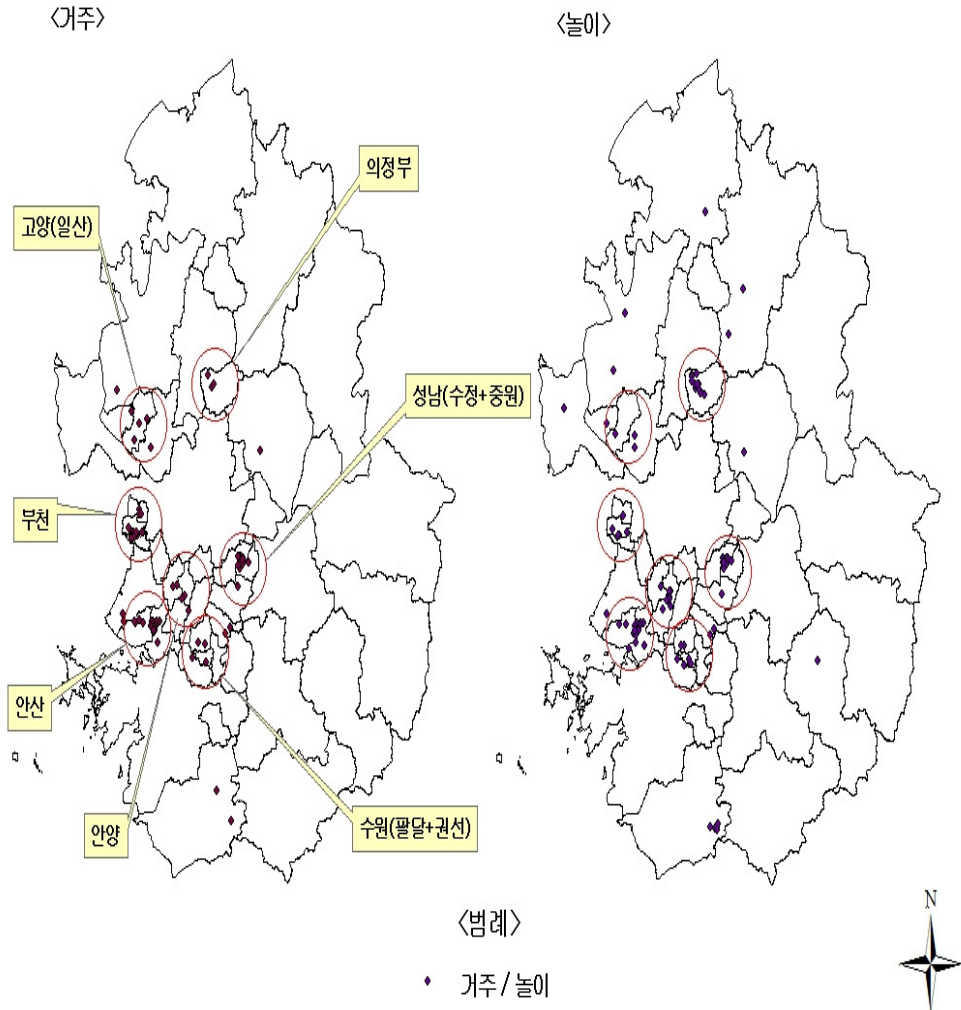 〈거주〉
〈놀이〉
의정부
고양(일산)
성남(수정+중원)
부천
안산
안양
수원(팔달+권선)
〈범례〉
거주 / 놀이
N